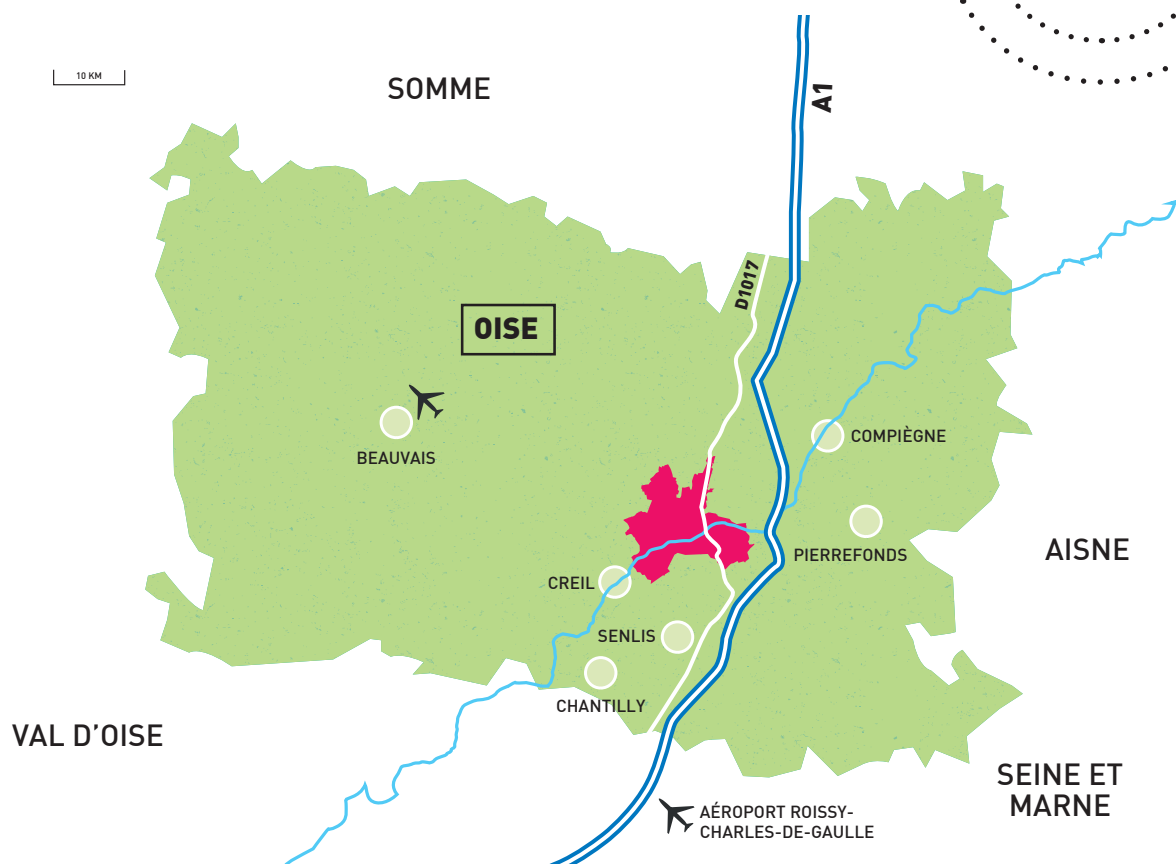 10 KM
SOMME
A1
D1017
OISE
BEAUVAIS
COMPIÈGNE
PIERREFONDS
AISNE
CREIL
SENLIS
CHANTILLY
VAL D'OISE
SEINE ET
MARNE
AÉROPORT ROISSY-
CHARLES-DE-GAULLE